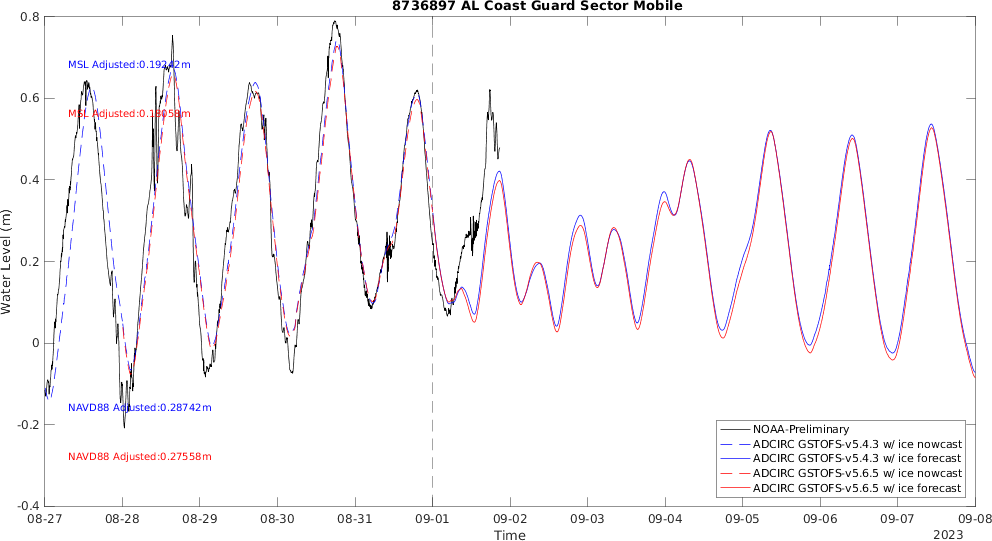 8736897 AL Coast Guard Sector Mobile
0.8
0.6
0.4
0.2
0
-0.2
-0.4
Water Level (m)
MSL Adjusted:0.19242m
MSL Adjusted:0.18058m
NAVD88 Adjusted:0.28742m
NAVD88 Adjusted:0.27558m
NOAA-Preliminary
ADCIRC GSTOFS-v5.4.3 w/ ice nowcast
ADCIRC GSTOFS-v5.4.3 w/ ice forecast
ADCIRC GSTOFS-v5.6.5 w/ ice nowcast
ADCIRC GSTOFS-v5.6.5 w/ ice forecast
08-27 08-28 08-29 08-30 08-31 09-01 09-02 09-03 09-04 09-05 09-06 09-07 09-08
Time
2023